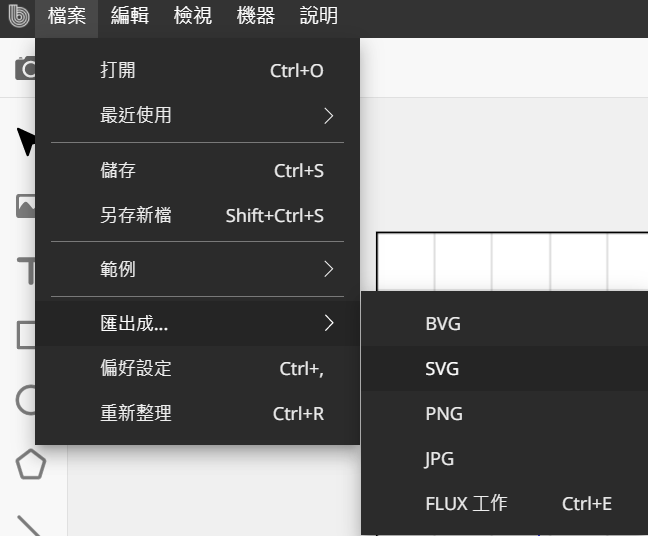 檔案 編輯 檢視 機器 說明
打開 Ctrl+O
最近使用
儲存 Ctrl+S
另存新檔 Shift+Ctrl+S
範例
匯出成...
偏好設定 Ctrl+,
重新整理 Ctrl+R
BVG
SVG
PNG
JPG
FLUX 工作 Ctrl+E